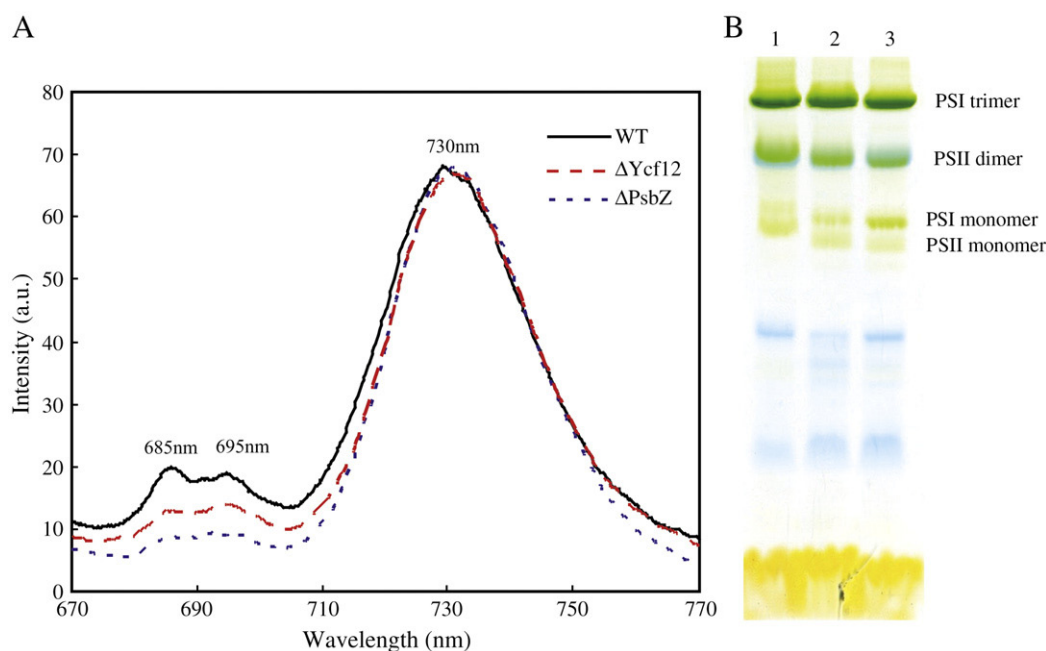 A
80
70
60
50
40
30
20
10
0
Intensity (a.u.)
670
690
710
730
750
770
Wavelength (nm)
685nm
695nm
730nm
WT
ΔYcf12
ΔPsbZ
B
1 2 3
PSI trimer
PSII dimer
PSI monomer
PSII monomer